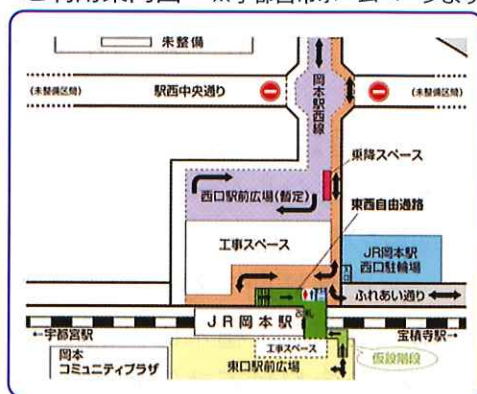 未整備
(未整備区間)
駅西中央通り
岡本駅西線
(未整備区間)
乗降スペース
西口駅前広場(暫定)
東西自由通路
工事スペース
JR岡本駅
西口駐輪場
入口
ふれあい通り
改札
JR岡本駅
←宇都宮駅
宝積寺駅→
工事スペース
岡本
コミュニティプラザ
東口駅前広場
仮設階段